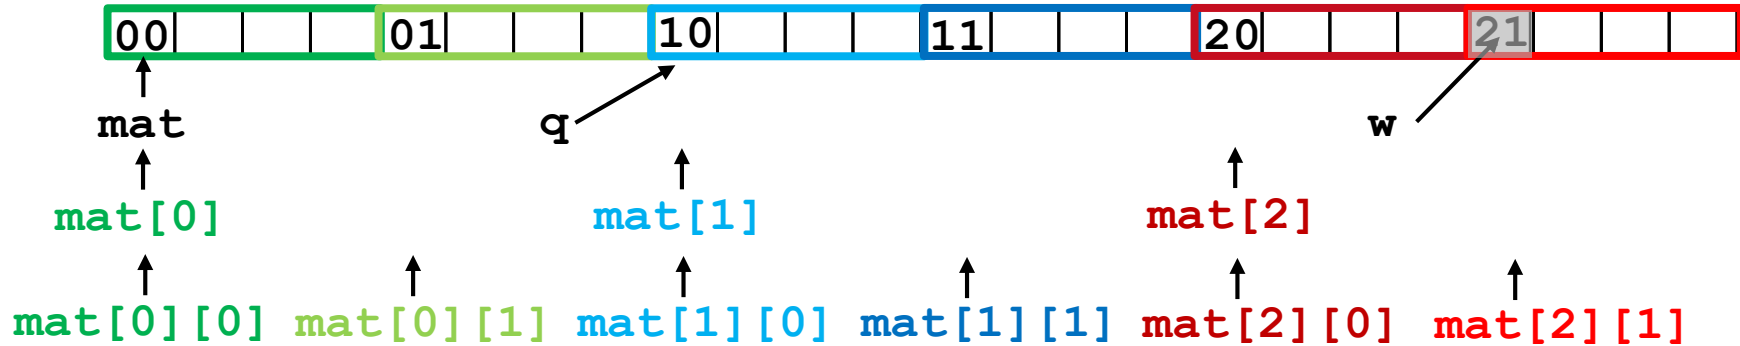 00 01 10 11 20 21
mat q w
mat[0] mat[1] mat[2]
mat[0][0] mat[0][1] mat[1][0] mat[1][1] mat[2][0] mat[2][1]